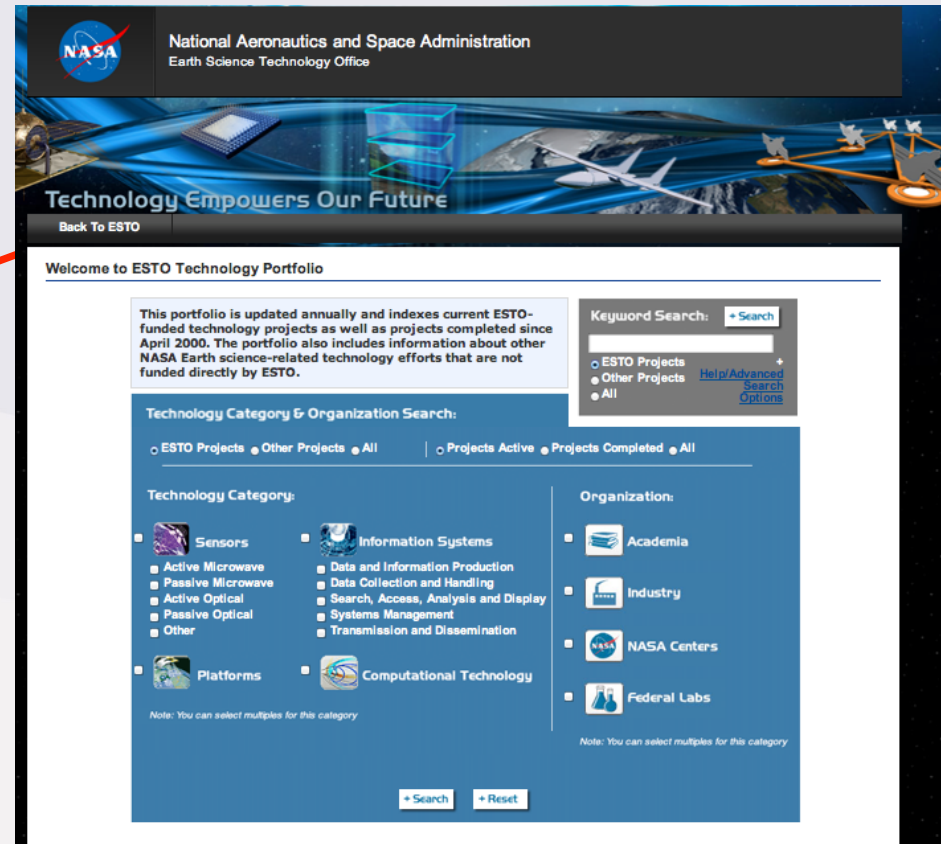 NASA
National Aeronautics and Space Administration
Earth Science Technology Office
Technology Empowers Our Future
Back To ESTO
Welcome to ESTO Technology Portfolio
This portfolio is updated annually and indexes current ESTO-
funded technology projects as well as projects completed since
April 2000. The portfolio also includes information about other
NASA Earth science-related technology efforts that are not
funded directly by ESTO.
Keyword Search:
+ Search
ESTO Projects
Other Projects
All
+
Help/Advanced
Search
Options
Technology Category & Organization Search:
ESTO Projects Other Projects All | Projects Active Projects Completed All
Technology Category:
Sensors
Active Microwave
Passive Microwave
Active Optical
Passive Optical
Other
Information Systems
Data and Information Production
Data Collection and Handling
Search, Access, Analysis and Display
Systems Management
Transmission and Dissemination
Platforms
Computational Technology
Note: You can select multiples for this category
Organization:
Academia
Industry
NASA
NASA Centers
Federal Labs
Note: You can select multiples for this category
+ Search
+ Reset